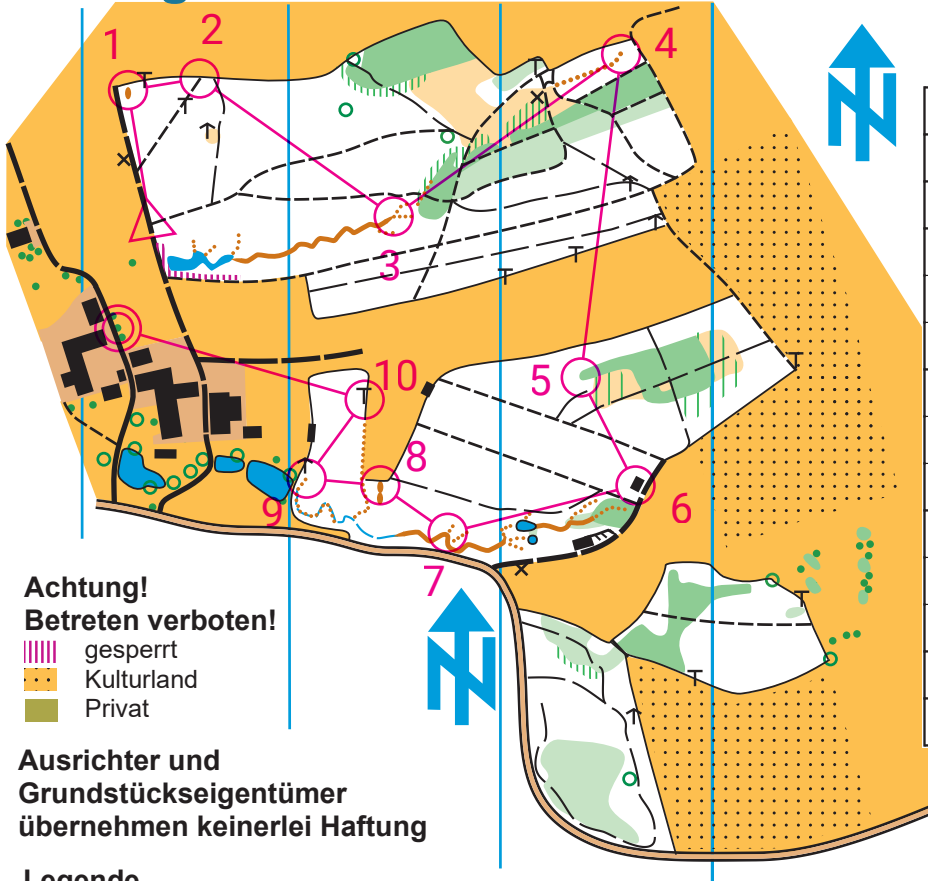 1
2
4
3
5
10
8
9
6
7
Achtung!
Betreten verboten!
gesperrt
Kulturland
Privat
Ausrichter und
Grundstückseigentümer
übernehmen keinerlei Haftung
Legende